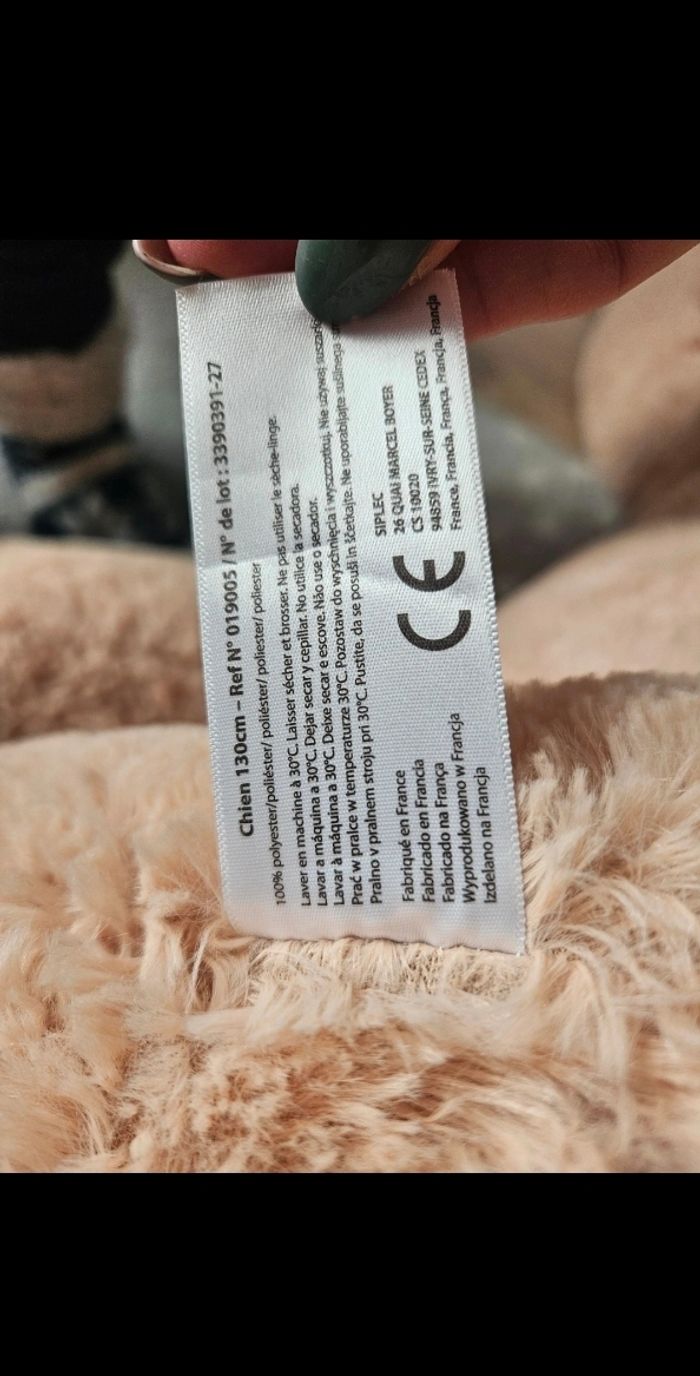 Chien 130cm – Ref N° 019005 / N° de lot : 3390391-27
100% polyester/poliéster/ poliéster/ poliester/ poliester
Laver en machine à 30°C. Laisser sécher et brosser. Ne pas utiliser le sèche-linge.
Lavar a máquina a 30°C. Dejar secar y cepillar. No utilice la secadora.
Lavar à máquina a 30°C. Deixe secar e escove. Não use o secador.
Prać w pralce w temperaturze 30°C. Pozostaw do wyschnięcia i wyszczotkuj. Nie używaj
Pralno v pralnem stroju pri 30°C. Pustite, da se posuši in ščetkajte. Ne uporabljajte
Fabriqué en France
Fabricado en Francia
Fabricado na França
Wyprodukowano w Francja
Izdelano na Francja
CE
SIPLEC
26 QUAI MARCEL BOYER
CS 10020
94859 IVRY-SUR-SEINE CEDEX
France, Francia, França, Francja, Francja